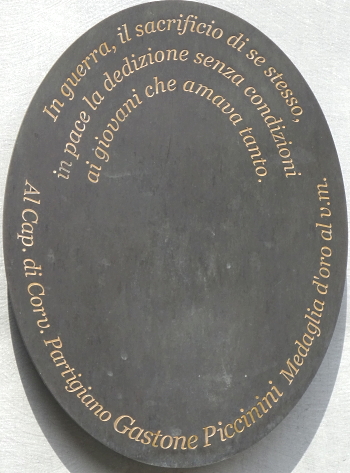 In guerra, il sacrificio di se stesso,
in pace la dedizione senza condizioni
ai giovani che amava tanto.
Al Cap. di Corv. Partigiano Gastone Piccinini Medaglia d'oro al v.m.